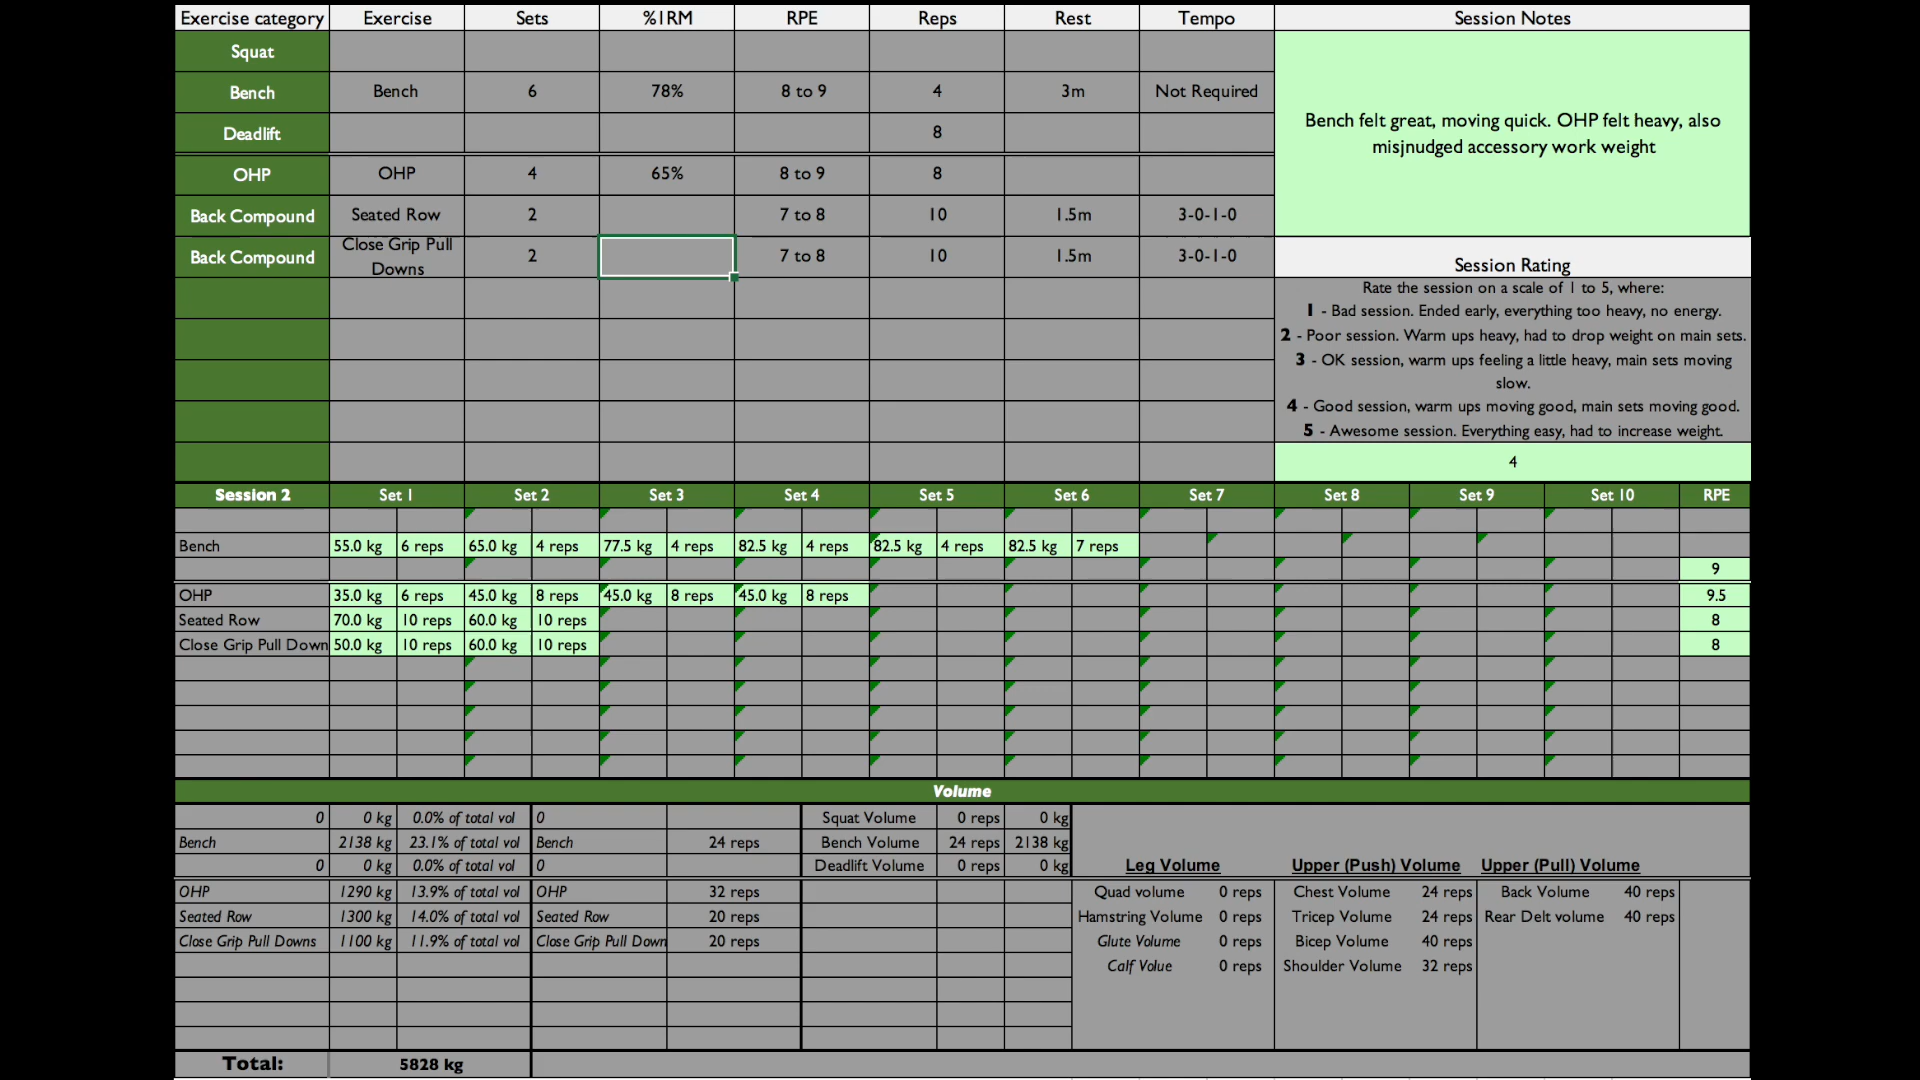 Exercise category Exercise Sets %1RM RPE Reps Rest Tempo Session Notes
Squat
Bench Bench 6 78% 8 to 9 4 3m Not Required
Bench felt great, moving quick. OHP felt heavy, also
misjnudged accessory work weight
Deadlift 8
OHP OHP 4 65% 8 to 9 8
Back Compound Seated Row 2 7 to 8 10 1.5m 3-0-1-0
Back Compound Close Grip Pull
Downs 2 7 to 8 10 1.5m 3-0-1-0
Session Rating
Rate the session on a scale of 1 to 5, where:
1 - Bad session. Ended early, everything too heavy, no energy.
2 - Poor session. Warm ups heavy, had to drop weight on main sets.
3 - OK session, warm ups feeling a little heavy, main sets moving
slow.
4 - Good session, warm ups moving good, main sets moving good.
5 - Awesome session. Everything easy, had to increase weight.
4
Session 2 Set 1 Set 2 Set 3 Set 4 Set 5 Set 6 Set 7 Set 8 Set 9 Set 10 RPE
Bench 55.0 kg 6 reps 65.0 kg 4 reps 77.5 kg 4 reps 82.5 kg 4 reps 82.5 kg 4 reps 82.5 kg 7 reps
9
OHP 35.0 kg 6 reps 45.0 kg 8 reps 45.0 kg 8 reps 45.0 kg 8 reps 9.5
Seated Row 70.0 kg 10 reps 60.0 kg 10 reps 8
Close Grip Pull Down 50.0 kg 10 reps 60.0 kg 10 reps 8
Volume
0 0 kg 0.0% of total vol 0 Squat Volume 0 reps 0 kg
Bench 2138 kg 23.1% of total vol Bench 24 reps Bench Volume 24 reps 2138 kg
0 0 kg 0.0% of total vol 0 Deadlift Volume 0 reps 0 kg Leg Volume Upper (Push) Volume Upper (Pull) Volume
OHP 1290 kg 13.9% of total vol OHP 32 reps Quad volume 0 reps Chest Volume 24 reps Back Volume 40 reps
Seated Row 1300 kg 14.0% of total vol Seated Row 20 reps Hamstring Volume 0 reps Tricep Volume 24 reps Rear Delt volume 40 reps
Close Grip Pull Downs 1100 kg 11.9% of total vol Close Grip Pull Down 20 reps Glute Volume 0 reps Bicep Volume 40 reps
Calf Volue 0 reps Shoulder Volume 32 reps
Total: 5828 kg